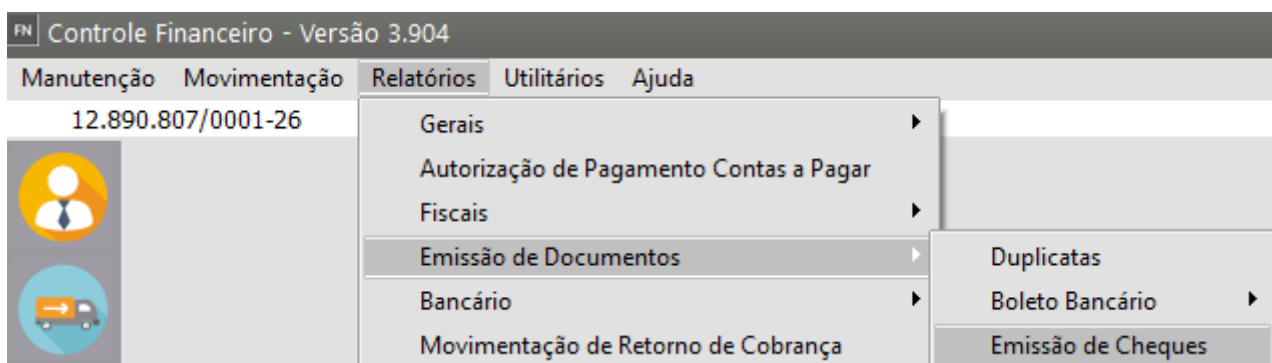 FN Controle Financeiro - Versão 3.904
Manutenção Movimentação Relatórios Utilitários Ajuda
12.890.807/0001-26
Gerais
Autorização de Pagamento Contas a Pagar
Fiscais
Emissão de Documentos
Duplicatas
Bancário
Boleto Bancário
Movimentação de Retorno de Cobrança
Emissão de Cheques